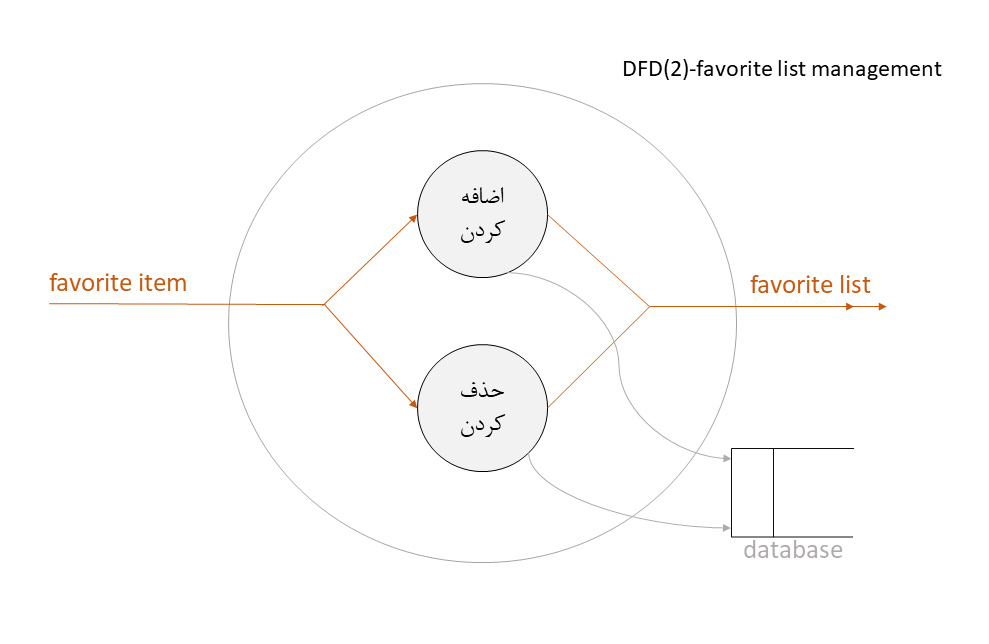 DFD(2)-favorite list management
اضافه
کردن
favorite item
favorite list
حذف
کردن
database